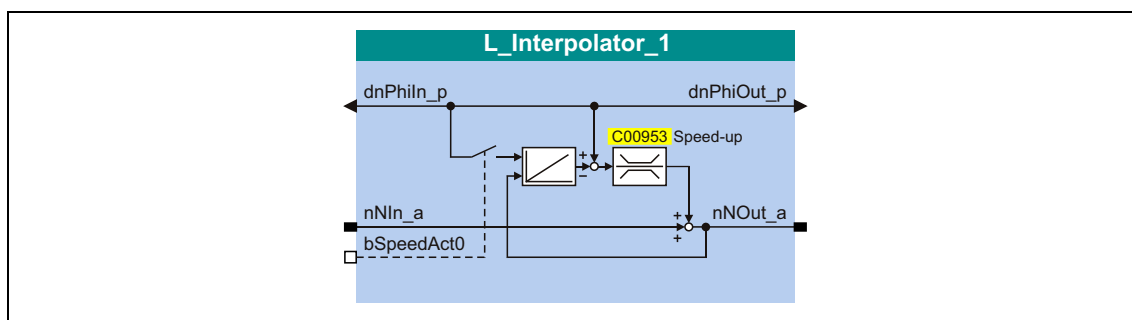 L_Interpolator_1
dnPhiIn_p dnPhiOut_p
C00953 Speed-up
+
−
nNIn_a + nNOut_a
+
bSpeedAct0